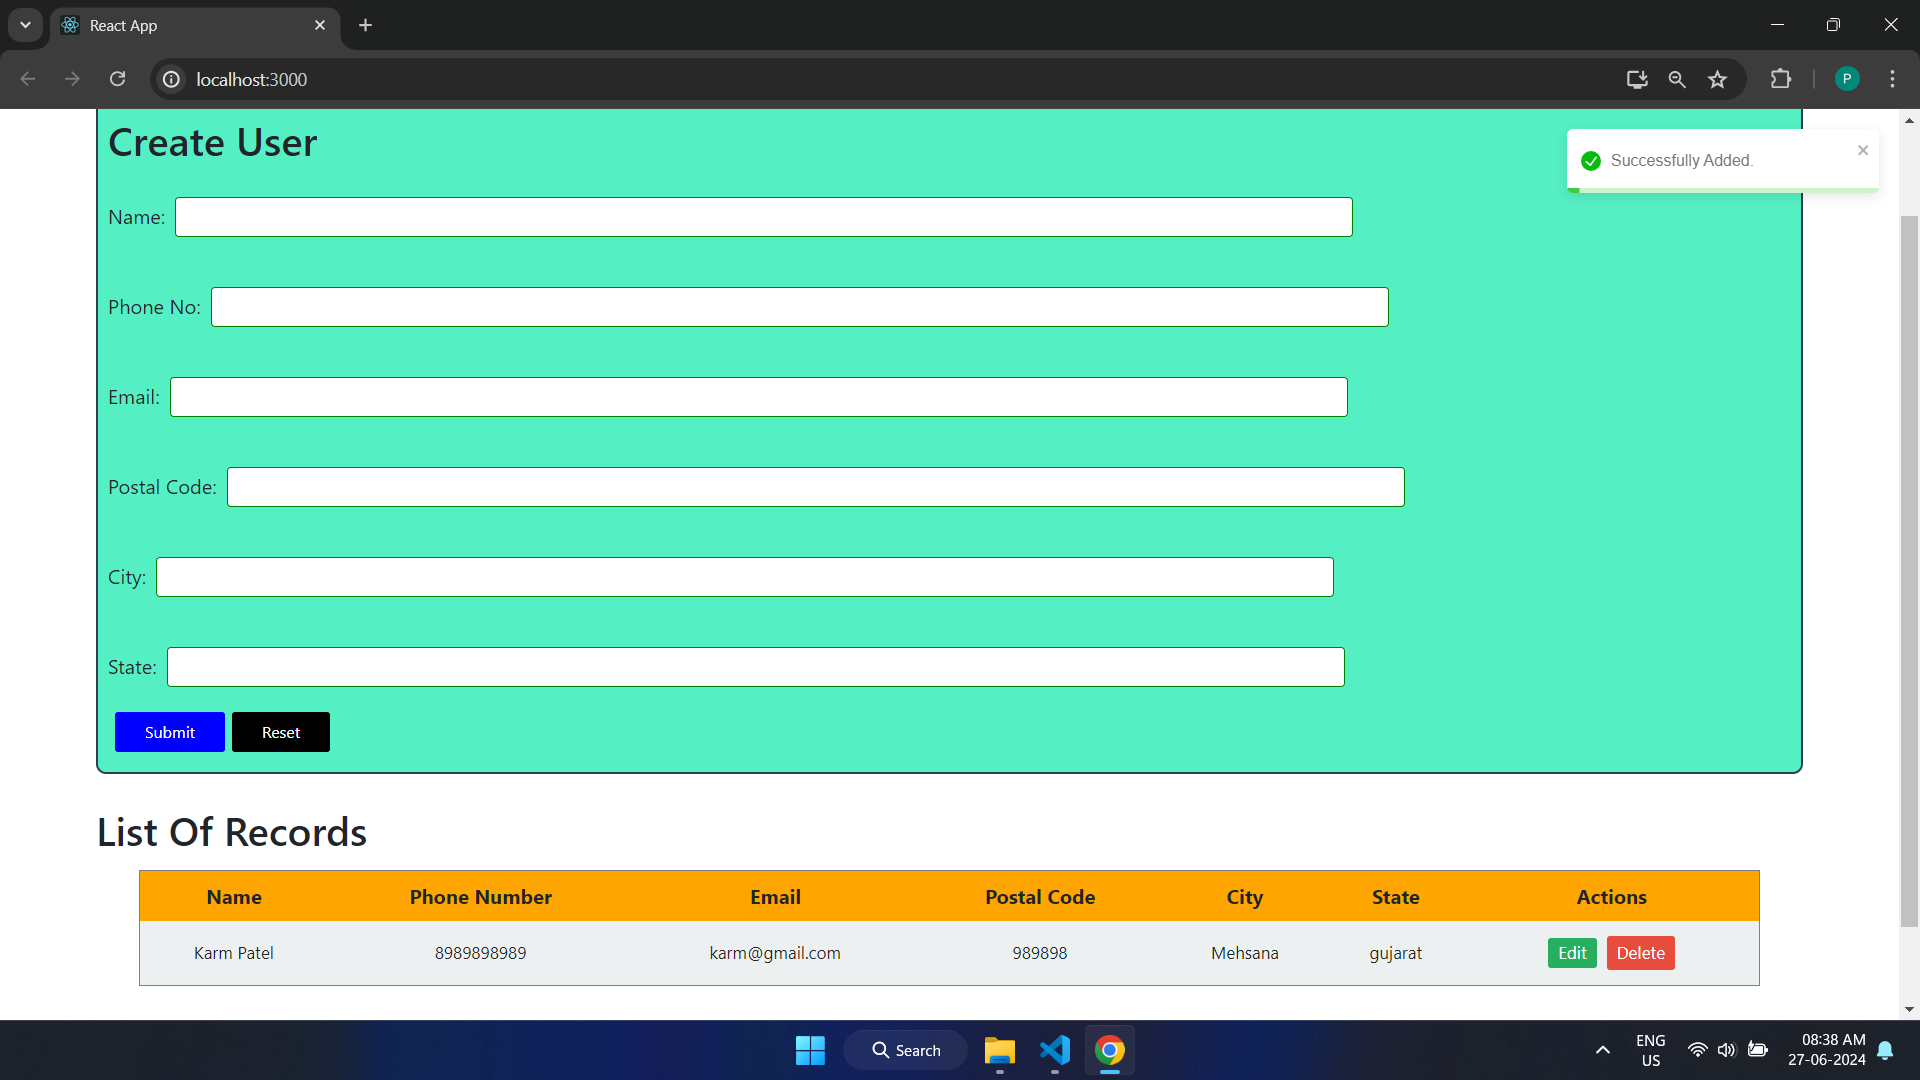 React App
localhost:3000
P
Create User
Successfully Added.
Name:
Phone No:
Email:
Postal Code:
City:
State:
Submit Reset
List Of Records
Name Phone Number Email Postal Code City State Actions
Karm Patel 8989898989 karm@gmail.com 989898 Mehsana gujarat Edit Delete
Search
ENG
US
08:38 AM
27-06-2024